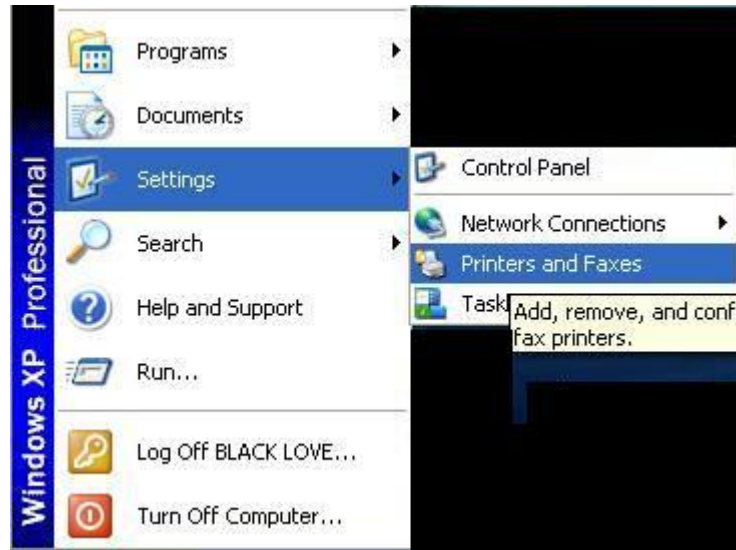 Windows XP Professional
Programs
Documents
Settings
Search
Help and Support
Run...
Log Off BLACK LOVE...
Turn Off Computer...
Control Panel
Network Connections
Printers and Faxes
Task
Add, remove, and conf
fax printers.